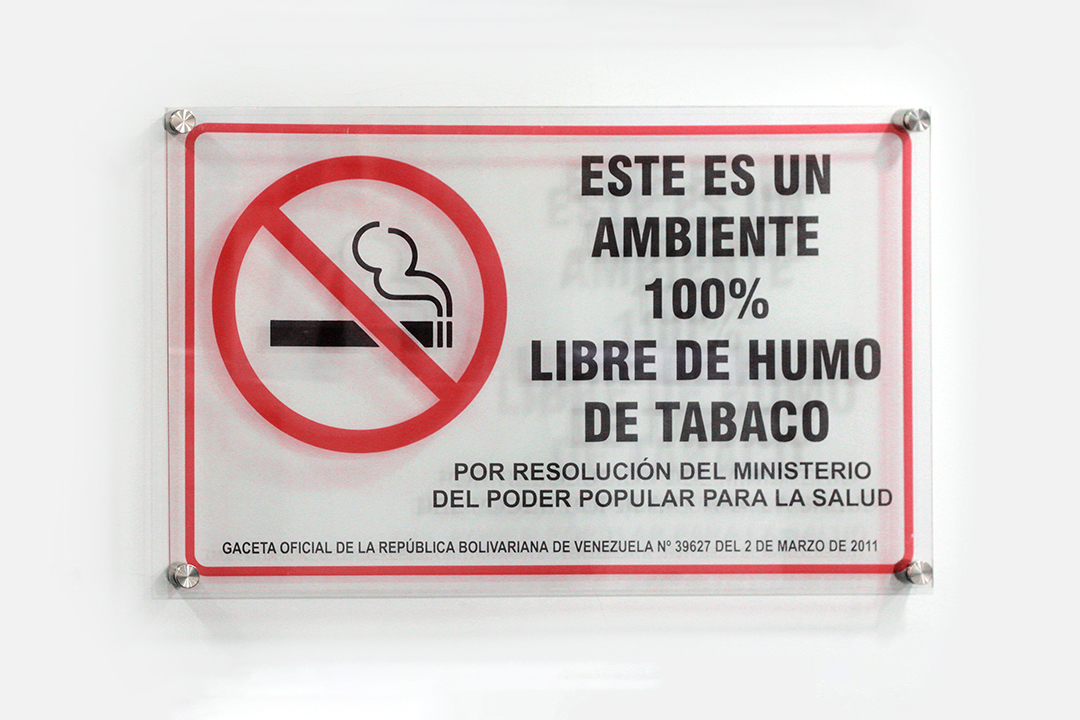 ESTE ES UN
AMBIENTE
100%
LIBRE DE HUMO
DE TABACO
POR RESOLUCIÓN DEL MINISTERIO
DEL PODER POPULAR PARA LA SALUD
GACETA OFICIAL DE LA REPÚBLICA BOLIVARIANA DE VENEZUELA Nº 39627 DEL 2 DE MARZO DE 2011